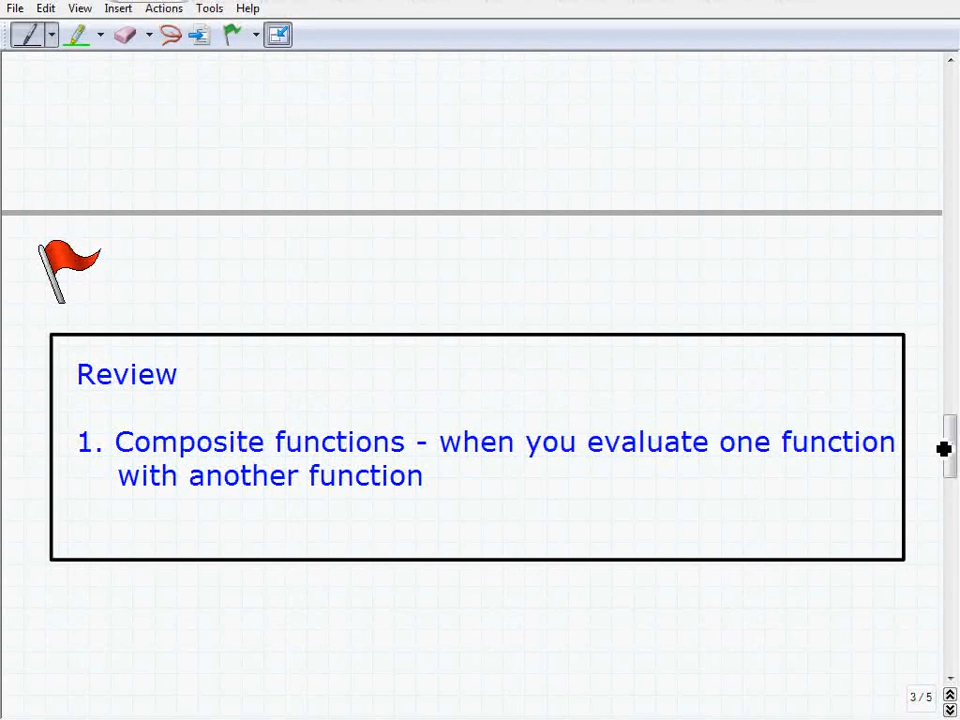 File Edit View Insert Actions Tools Help
Review
1. Composite functions - when you evaluate one function
with another function
3 / 5